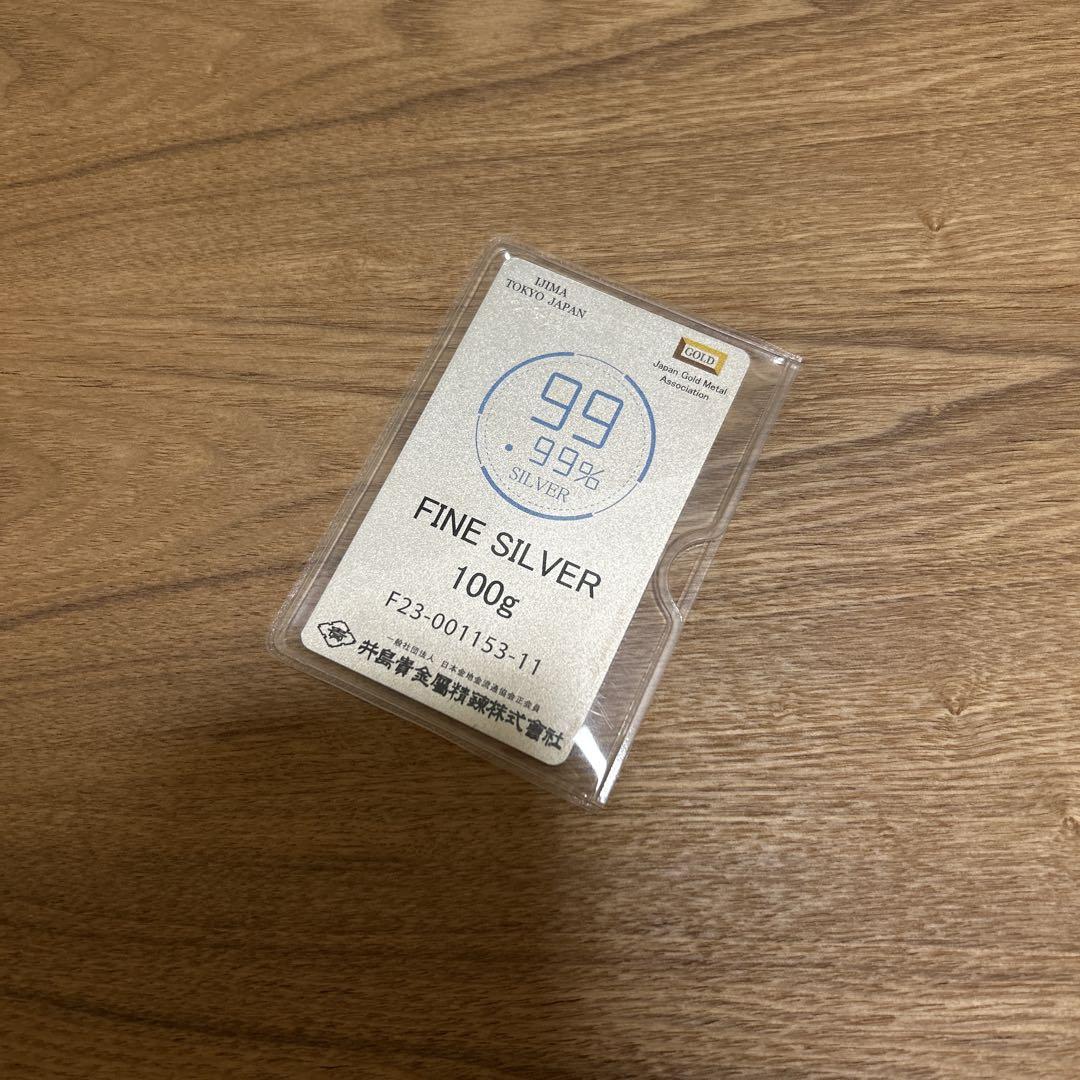 IJIMA
TOKYO JAPAN
GOLD
Japan Gold Metal
Association
99
.99%
SILVER
FINE SILVER
100g
F23-001153-11
一般社団法人 日本金地金流通協会正会員
井島貴金屬精錬株式會社